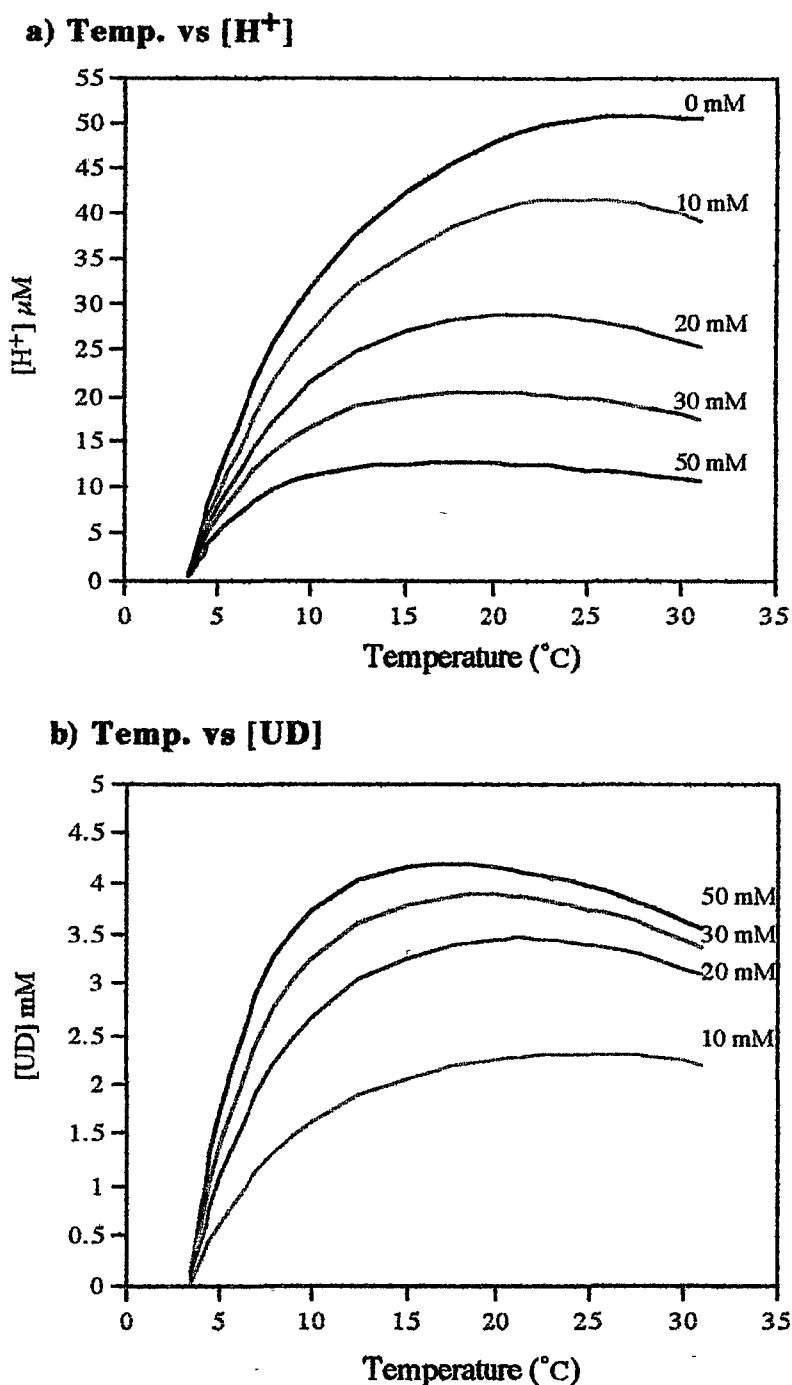 a) Temp. vs [H+]
55
50
45
40
35
30
25
20
15
10
5
0
0 mM
10 mM
20 mM
30 mM
50 mM
[H+] μM
0 5 10 15 20 25 30 35
Temperature (°C)
b) Temp. vs [UD]
5
4.5
4
3.5
3
2.5
2
1.5
1
0.5
0
50 mM
30 mM
20 mM
10 mM
[UD] mM
0 5 10 15 20 25 30 35
Temperature (°C)